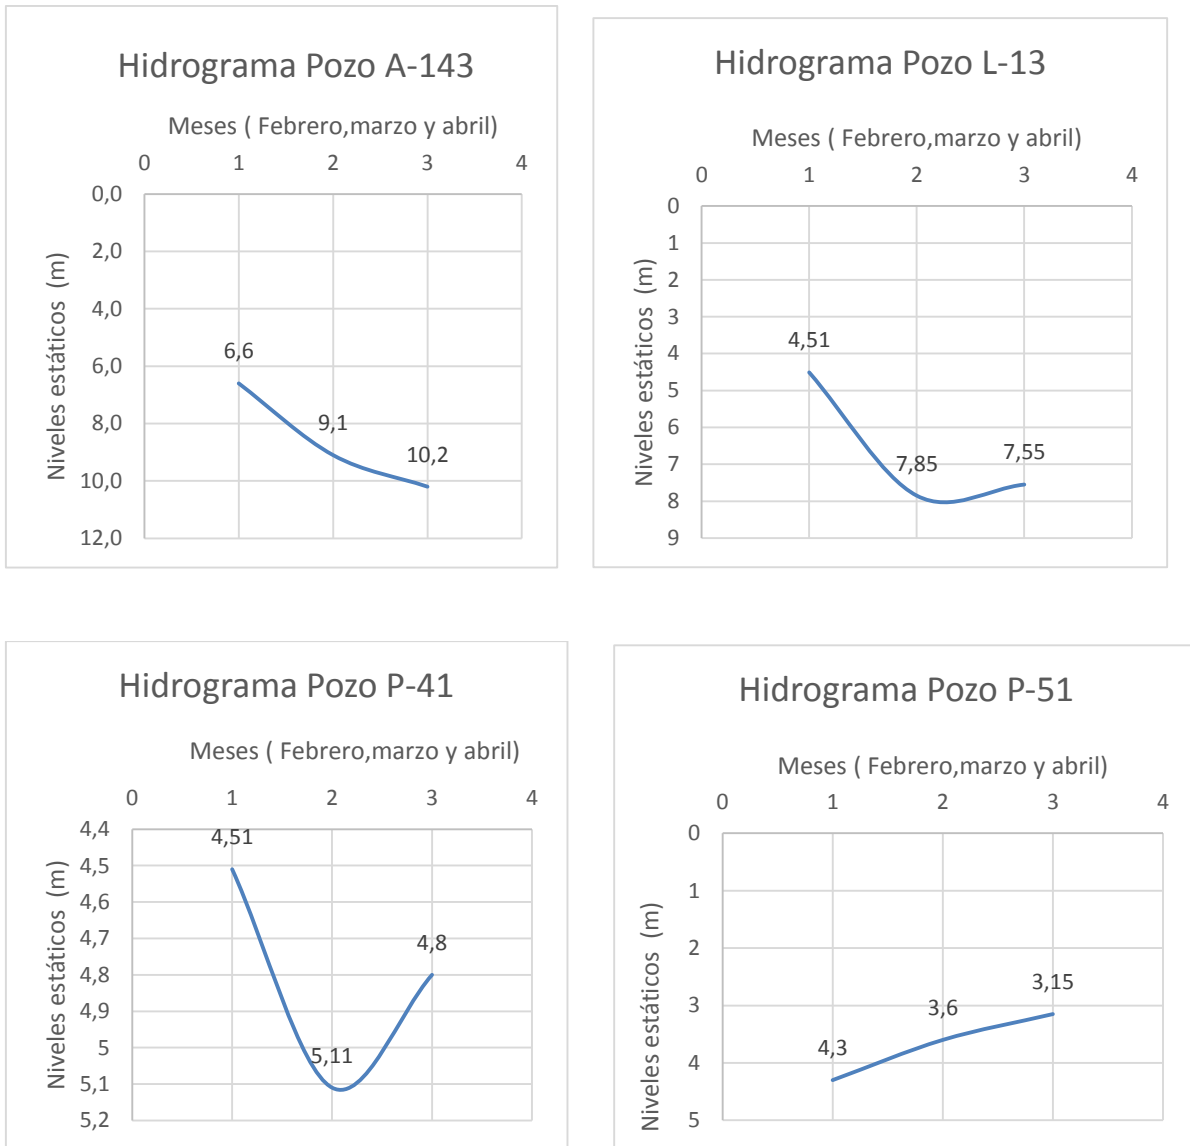 Hidrograma Pozo A-143
Meses ( Febrero,marzo y abril)
0 1 2 3 4
0,0
2,0
4,0
6,0
8,0
10,0
12,0
Niveles estáticos (m)
6,6
9,1
10,2
Hidrograma Pozo L-13
Meses ( Febrero,marzo y abril)
0 1 2 3 4
0
1
2
3
4
5
6
7
8
9
Niveles estáticos (m)
4,51
7,85
7,55
Hidrograma Pozo P-41
Meses ( Febrero,marzo y abril)
0 1 2 3 4
4,4
4,5
4,6
4,7
4,8
4,9
5
5,1
5,2
Niveles estáticos (m)
4,51
5,11
4,8
Hidrograma Pozo P-51
Meses ( Febrero,marzo y abril)
0 1 2 3 4
0
1
2
3
4
5
Niveles estáticos (m)
4,3
3,6
3,15